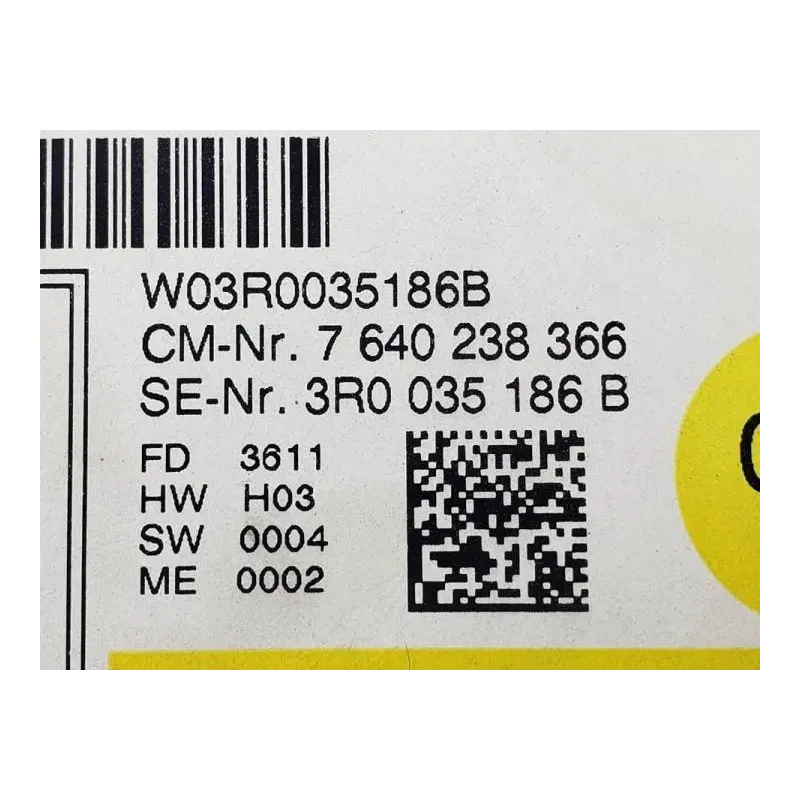 W03R0035186B
CM-Nr. 7 640 238 366
SE-Nr. 3R0 035 186 B
FD 3611
HW H03
SW 0004
ME 0002